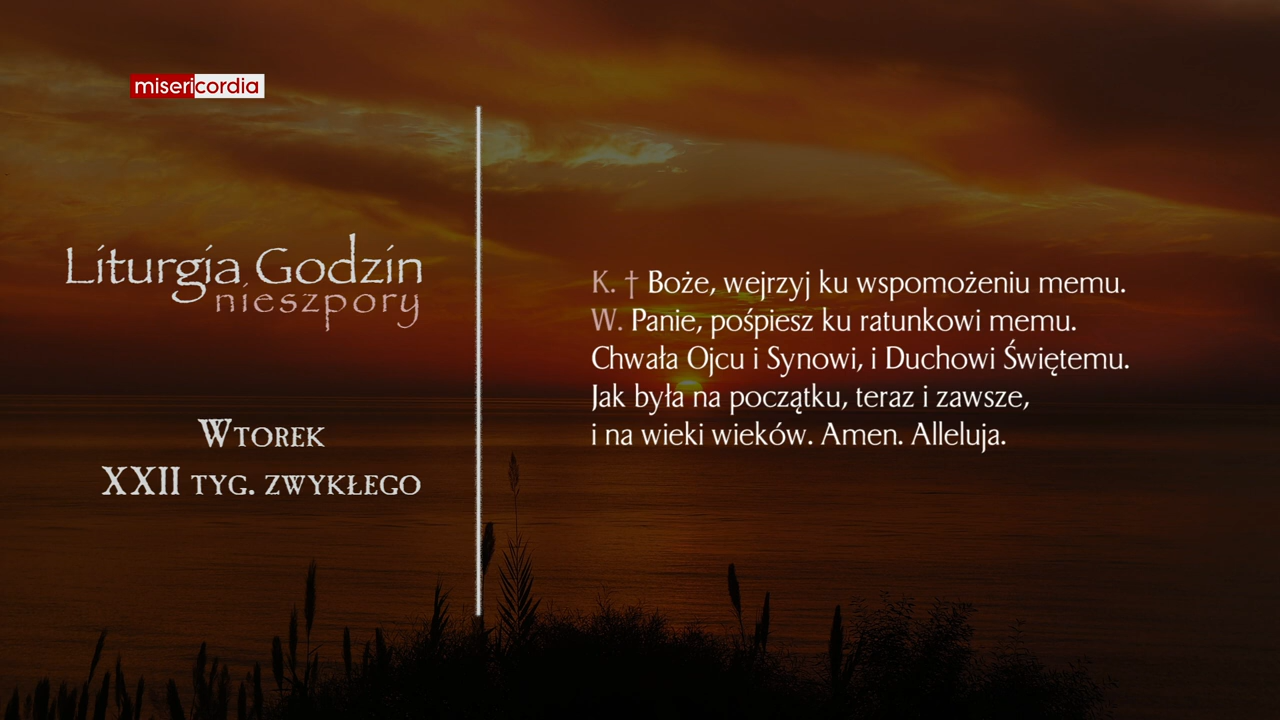 misericordia
Liturgia Godzin
nieszpory
Wtorek
XXII tyg. zwykłego
K. † Boże, wejrzyj ku wspomożeniu memu.
W. Panie, pośpiesz ku ratunkowi memu.
Chwała Ojcu i Synowi, i Duchowi Świętemu.
Jak była na początku, teraz i zawsze,
i na wieki wieków. Amen. Alleluja.